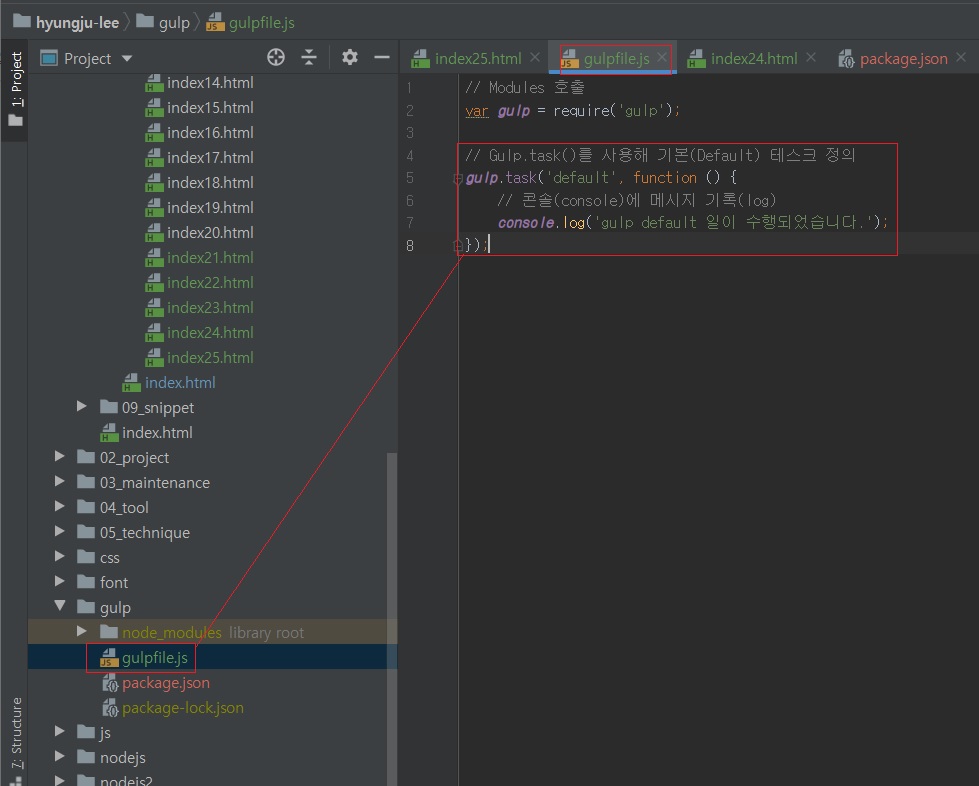 hyungju-lee gulp gulpfile.js
1: Project
Project
index14.html
index15.html
index16.html
index17.html
index18.html
index19.html
index20.html
index21.html
index22.html
index23.html
index24.html
index25.html
index.html
09_snippet
index.html
02_project
03_maintenance
04_tool
05_technique
css
font
gulp
node_modules library root
gulpfile.js
package.json
package-lock.json
js
nodejs
nodejs2
7: Structure
index25.html gulpfile.js index24.html package.json
1 // Modules 호출
2 var gulp = require('gulp');
3
4 // Gulp.task()를 사용해 기본(Default) 테스크 정의
5 gulp.task('default', function () {
6 // 콘솔(console)에 메시지 기록(log)
7 console.log('gulp default 일이 수행되었습니다.');
8 });